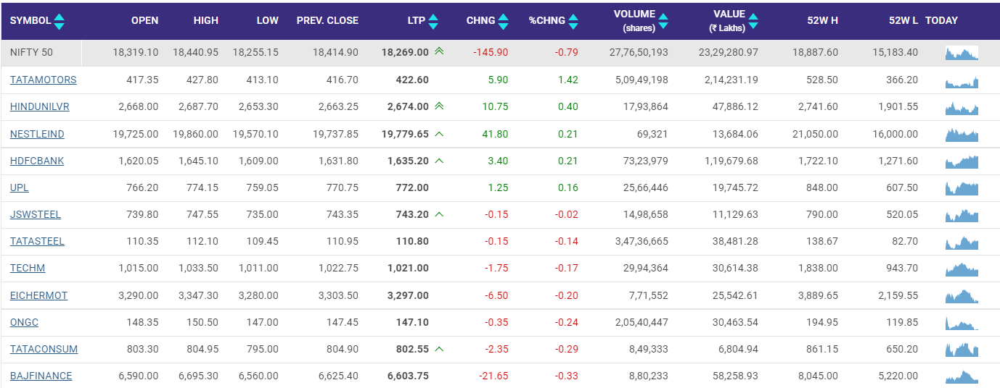 SYMBOL OPEN HIGH LOW PREV. CLOSE LTP CHNG %CHNG VOLUME (shares) VALUE (₹ Lakhs) 52W H 52W L TODAY
NIFTY 50 18,319.10 18,440.95 18,255.15 18,414.90 18,269.00 -145.90 -0.79 27,76,50,193 23,29,280.97 18,887.60 15,183.40
TATAMOTORS 417.35 427.80 413.10 416.70 422.60 5.90 1.42 5,09,49,198 2,14,231.19 528.50 366.20
HINDUNILVR 2,668.00 2,687.70 2,653.30 2,663.25 2,674.00 10.75 0.40 17,93,864 47,886.12 2,741.60 1,901.55
NESTLEIND 19,725.00 19,860.00 19,570.10 19,737.85 19,779.65 41.80 0.21 69,321 13,684.06 21,050.00 16,000.00
HDFCBANK 1,620.05 1,645.10 1,609.00 1,631.80 1,635.20 3.40 0.21 73,23,979 1,19,679.68 1,722.10 1,271.60
UPL 766.20 774.15 759.05 770.75 772.00 1.25 0.16 25,66,446 19,745.72 848.00 607.50
JSWSTEEL 739.80 747.55 735.00 743.35 743.20 -0.15 -0.02 14,98,658 11,129.63 790.00 520.05
TATASTEEL 110.35 112.10 109.45 110.95 110.80 -0.15 -0.14 3,47,36,665 38,481.28 138.67 82.70
TECHM 1,015.00 1,033.50 1,011.00 1,022.75 1,021.00 -1.75 -0.17 29,94,364 30,614.38 1,838.00 943.70
EICHERMOT 3,290.00 3,347.30 3,280.00 3,303.50 3,297.00 -6.50 -0.20 7,71,552 25,542.61 3,889.65 2,159.55
ONGC 148.35 150.50 147.00 147.45 147.10 -0.35 -0.24 2,05,40,447 30,463.54 194.95 119.85
TATACONSUM 803.30 804.95 795.00 804.90 802.55 -2.35 -0.29 8,49,333 6,804.94 861.15 650.20
BAJFINANCE 6,590.00 6,695.30 6,560.00 6,625.40 6,603.75 -21.65 -0.33 8,80,233 58,258.93 8,045.00 5,220.00